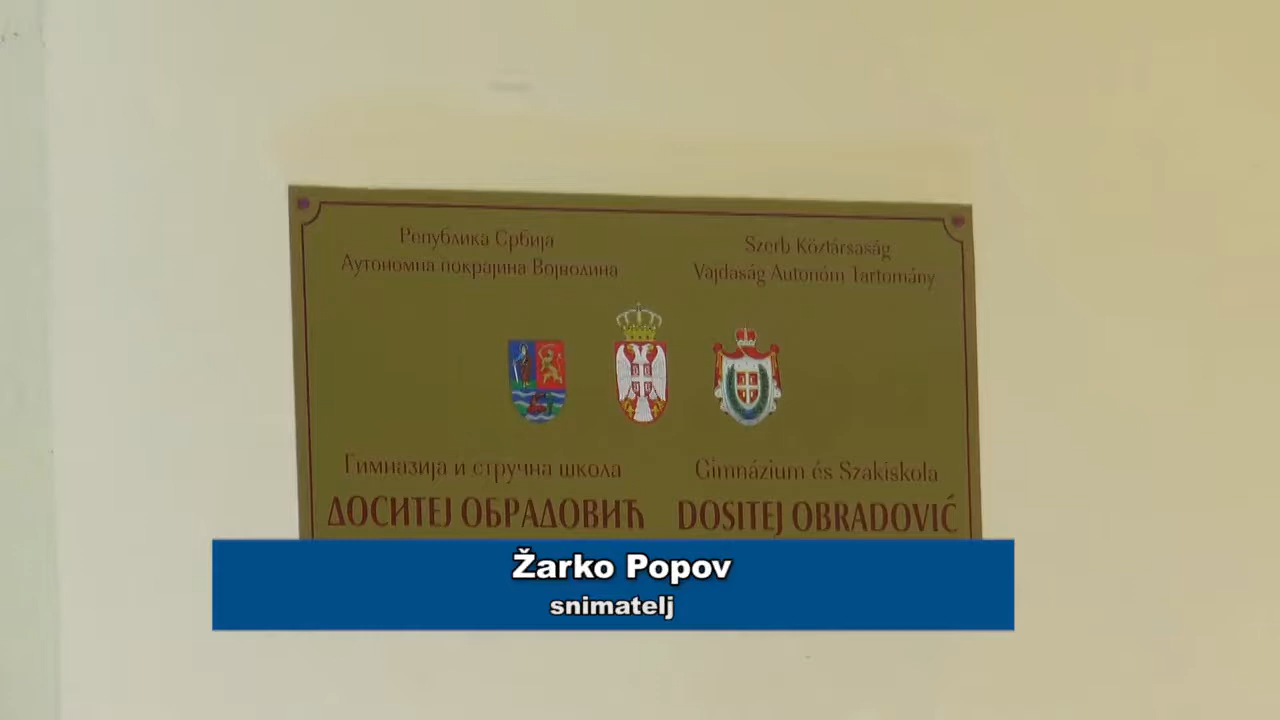 Република Србија
Аутономна покрајина Војводина
Szerb Köztársaság
Vajdaság Autonóm Tartomány
Гимназија и стручна школа
ДОСИТЕЈ ОБРАДОВИЋ
Gimnázium és Szakiskola
DOSITEJ OBRADOVIĆ
Žarko Popov
snimatelj